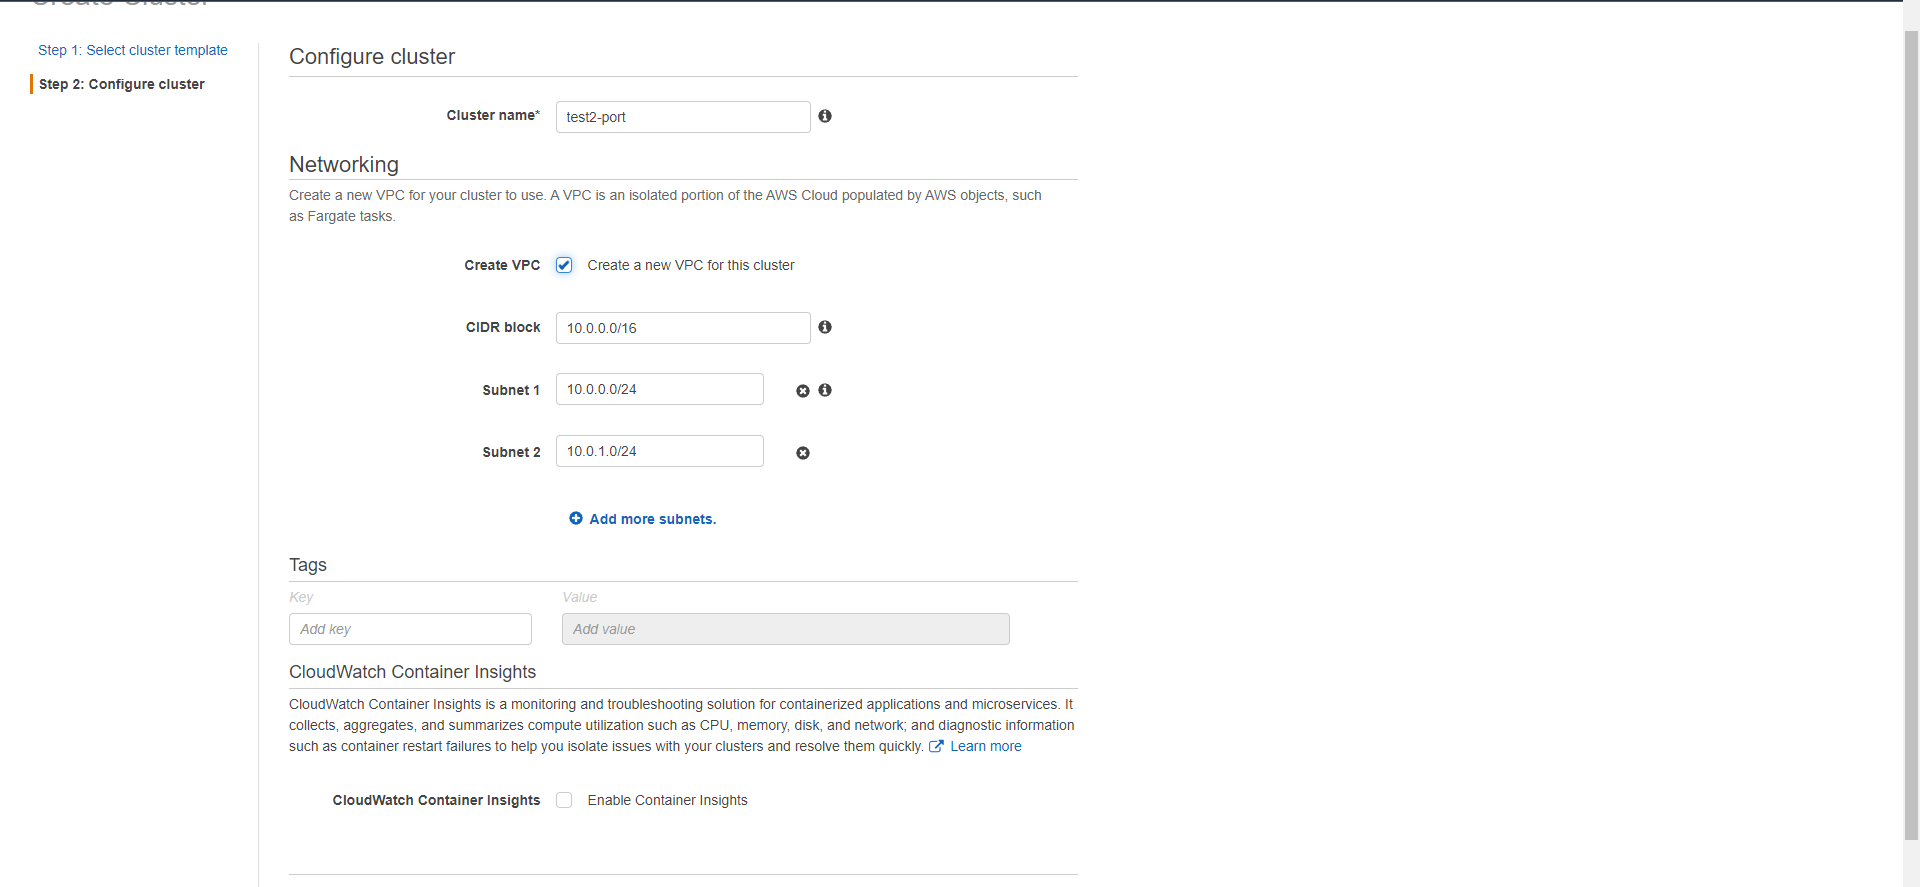 Create Cluster
Step 1: Select cluster template
Step 2: Configure cluster
Configure cluster
Cluster name*
test2-port
Networking
Create a new VPC for your cluster to use. A VPC is an isolated portion of the AWS Cloud populated by AWS objects, such
as Fargate tasks.
Create VPC
Create a new VPC for this cluster
CIDR block
10.0.0.0/16
Subnet 1
10.0.0.0/24
Subnet 2
10.0.1.0/24
Add more subnets.
Tags
Key
Value
Add key
Add value
CloudWatch Container Insights
CloudWatch Container Insights is a monitoring and troubleshooting solution for containerized applications and microservices. It
collects, aggregates, and summarizes compute utilization such as CPU, memory, disk, and network; and diagnostic information
such as container restart failures to help you isolate issues with your clusters and resolve them quickly. Learn more
CloudWatch Container Insights
Enable Container Insights